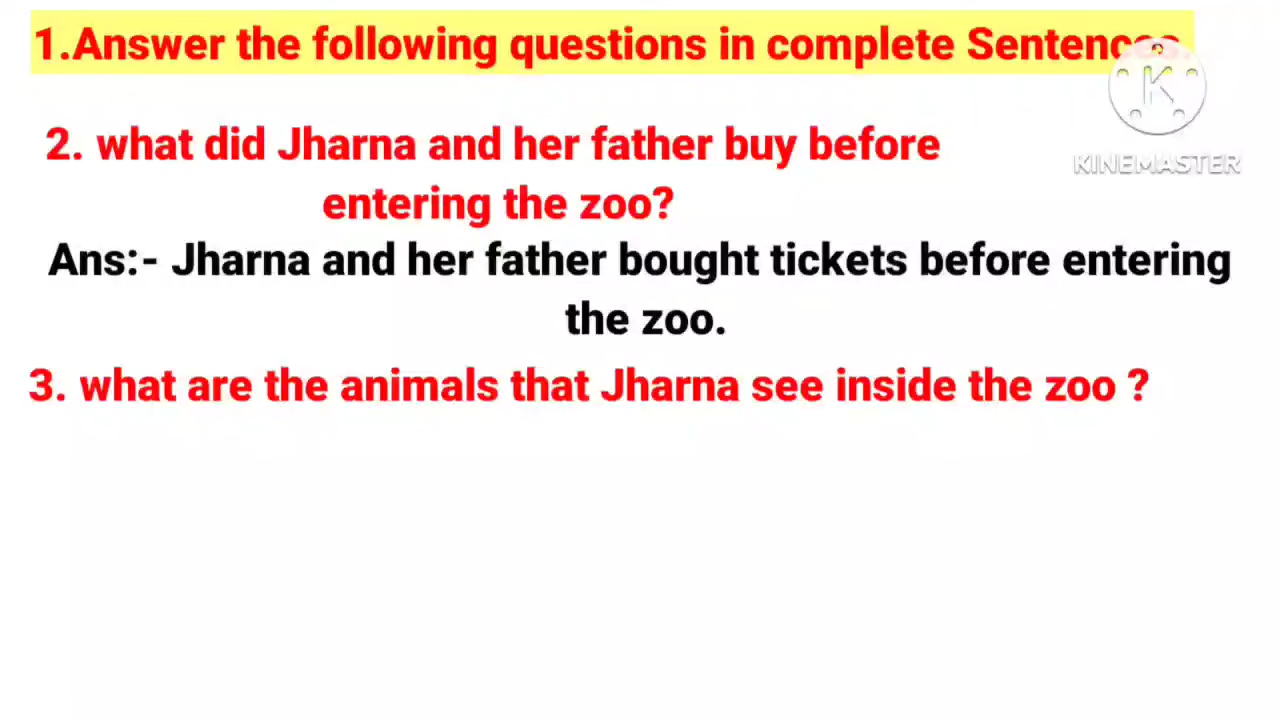 1.Answer the following questions in complete Sentences.
KINEMASTER
2. what did Jharna and her father buy before
entering the zoo?
Ans:- Jharna and her father bought tickets before entering
the zoo.
3. what are the animals that Jharna see inside the zoo ?